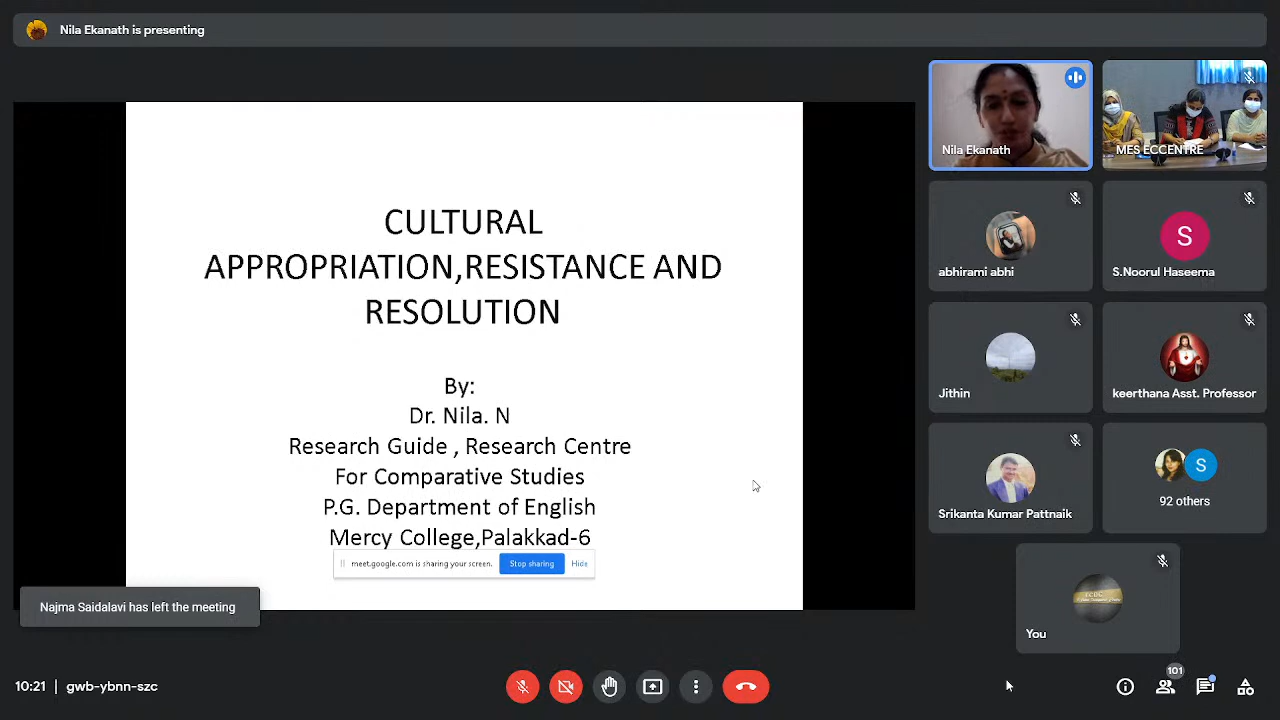 Nila Ekanath is presenting
CULTURAL
APPROPRIATION,RESISTANCE AND
RESOLUTION
By:
Dr. Nila. N
Research Guide , Research Centre
For Comparative Studies
P.G. Department of English
Mercy College,Palakkad-6
meet.google.com is sharing your screen.
Stop sharing
Hide
Najma Saidalavi has left the meeting
Nila Ekanath
MES ECCENTRE
abhirami abhi
S
S.Noorul Haseema
Jithin
keerthana Asst. Professor
Srikanta Kumar Pattnaik
S
92 others
You
10:21
gwb-ybnn-szc
101